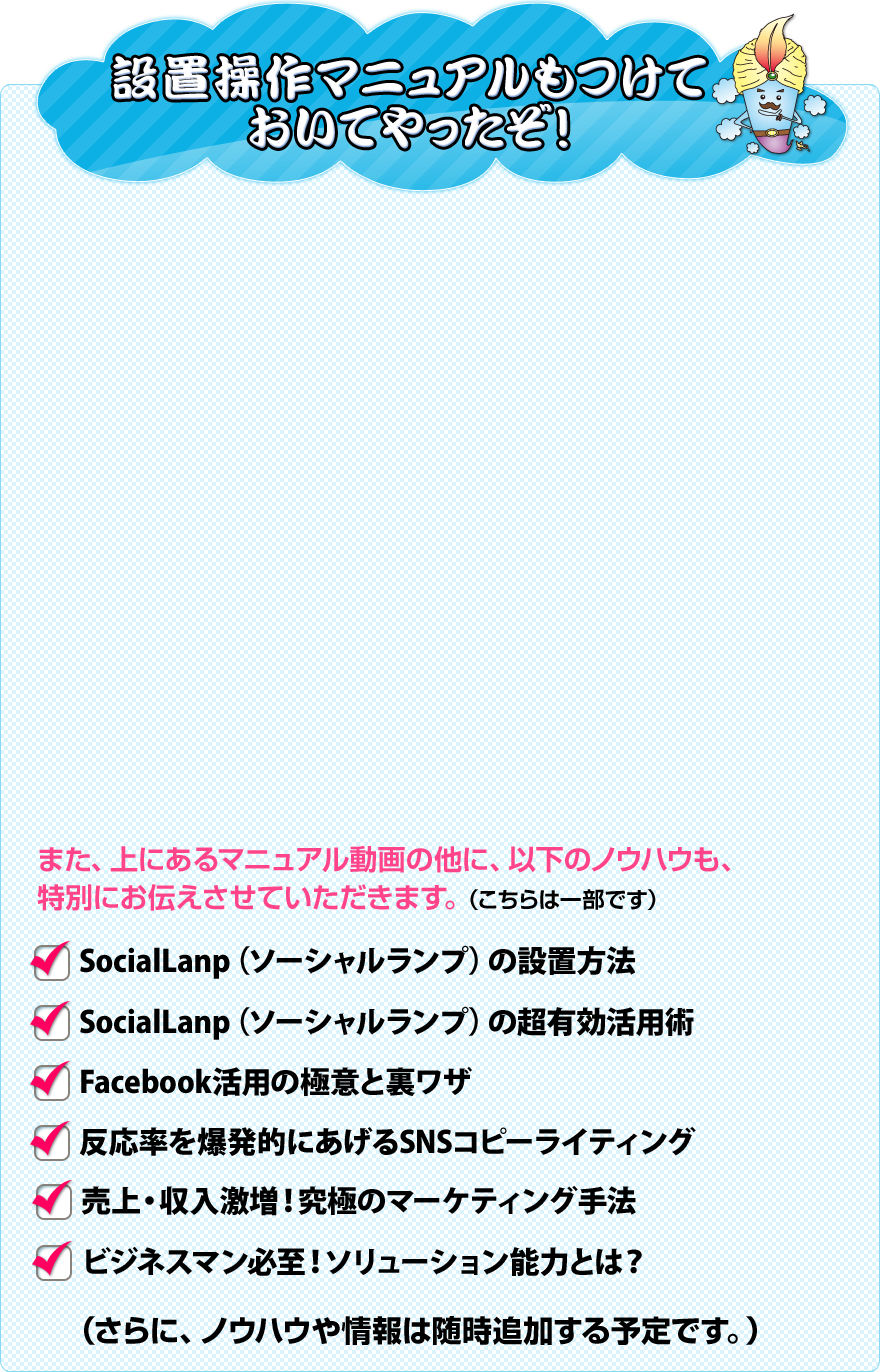 設置操作マニュアルもつけて
おいてやったぞ！
また、上にあるマニュアル動画の他に、以下のノウハウも、
特別にお伝えさせていただきます。（こちらは一部です）
SocialLanp（ソーシャルランプ）の設置方法
SocialLanp（ソーシャルランプ）の超有効活用術
Facebook活用の極意と裏ワザ
反応率を爆発的にあげるSNSコピーライティング
売上・収入激増！究極のマーケティング手法
ビジネスマン必至！ソリューション能力とは？
（さらに、ノウハウや情報は随時追加する予定です。）